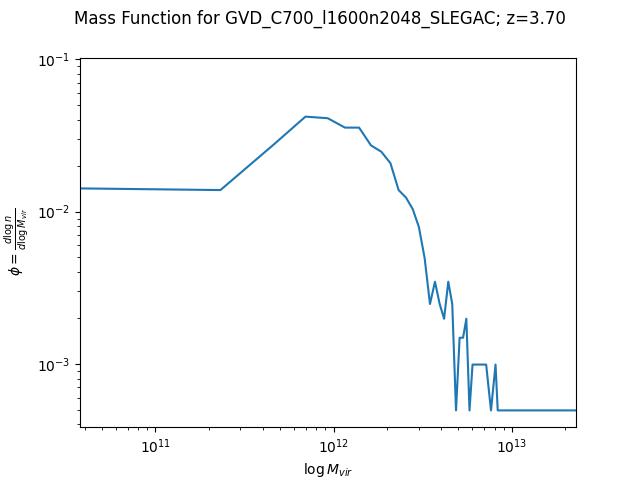 Mass Function for GVD_C700_l1600n2048_SLEGAC; z=3.70
10⁻¹
10⁻²
10⁻³
ϕ = d log n / d log M_vir
10¹¹ 10¹² 10¹³
log M_vir